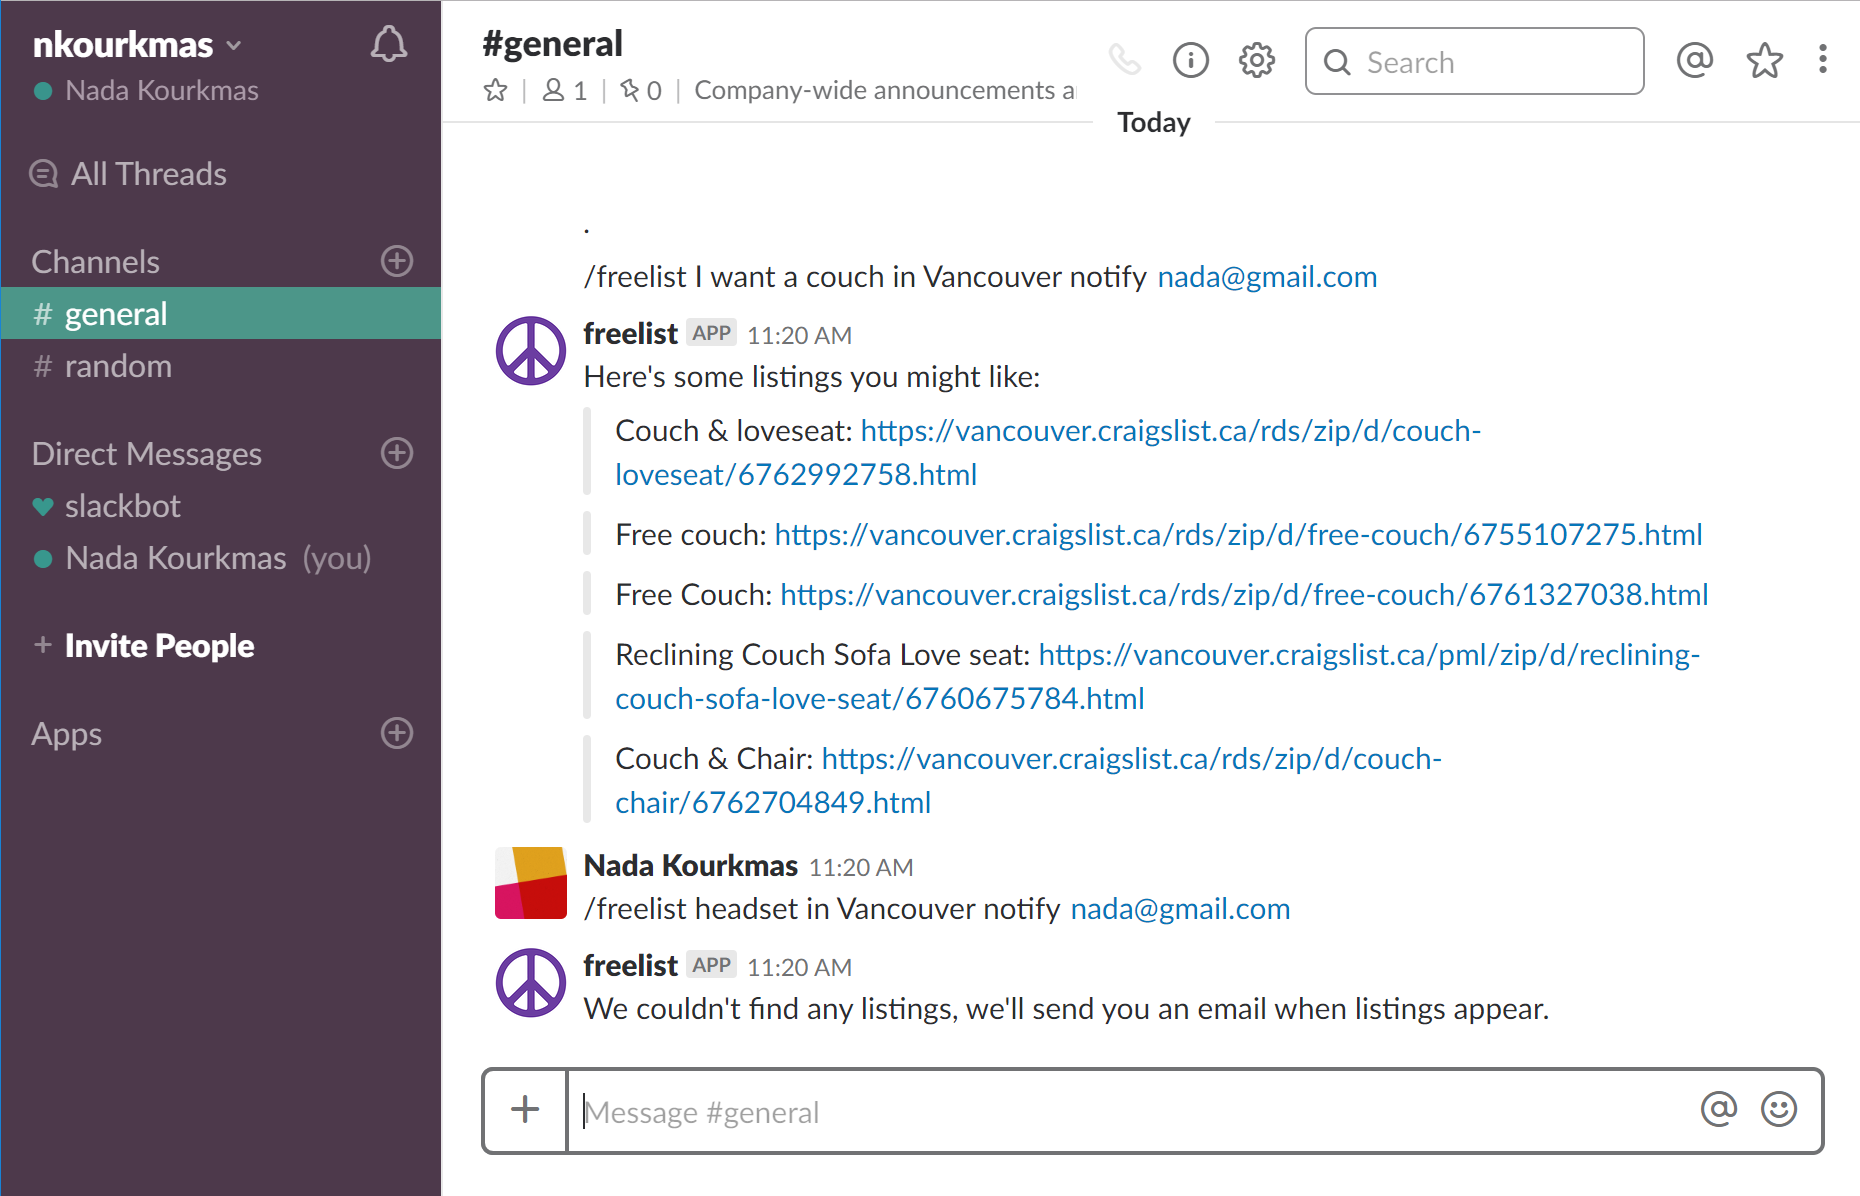 nkourkmas
Nada Kourkmas
All Threads
Channels
# general
# random
Direct Messages
slackbot
Nada Kourkmas (you)
+ Invite People
Apps
#general
1 | 0 | Company-wide announcements a
Search
Today
.
/freelist I want a couch in Vancouver notify nada@gmail.com
freelist APP 11:20 AM
Here's some listings you might like:
Couch & loveseat: https://vancouver.craigslist.ca/rds/zip/d/couch-
loveseat/6762992758.html
Free couch: https://vancouver.craigslist.ca/rds/zip/d/free-couch/6755107275.html
Free Couch: https://vancouver.craigslist.ca/rds/zip/d/free-couch/6761327038.html
Reclining Couch Sofa Love seat: https://vancouver.craigslist.ca/pml/zip/d/reclining-
couch-sofa-love-seat/6760675784.html
Couch & Chair: https://vancouver.craigslist.ca/rds/zip/d/couch-
chair/6762704849.html
Nada Kourkmas 11:20 AM
/freelist headset in Vancouver notify nada@gmail.com
freelist APP 11:20 AM
We couldn't find any listings, we'll send you an email when listings appear.
Message #general